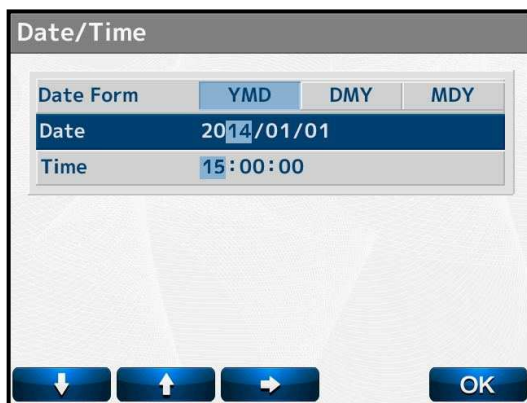 Date/Time
Date Form YMD DMY MDY
Date 2014/01/01
Time 15:00:00
OK